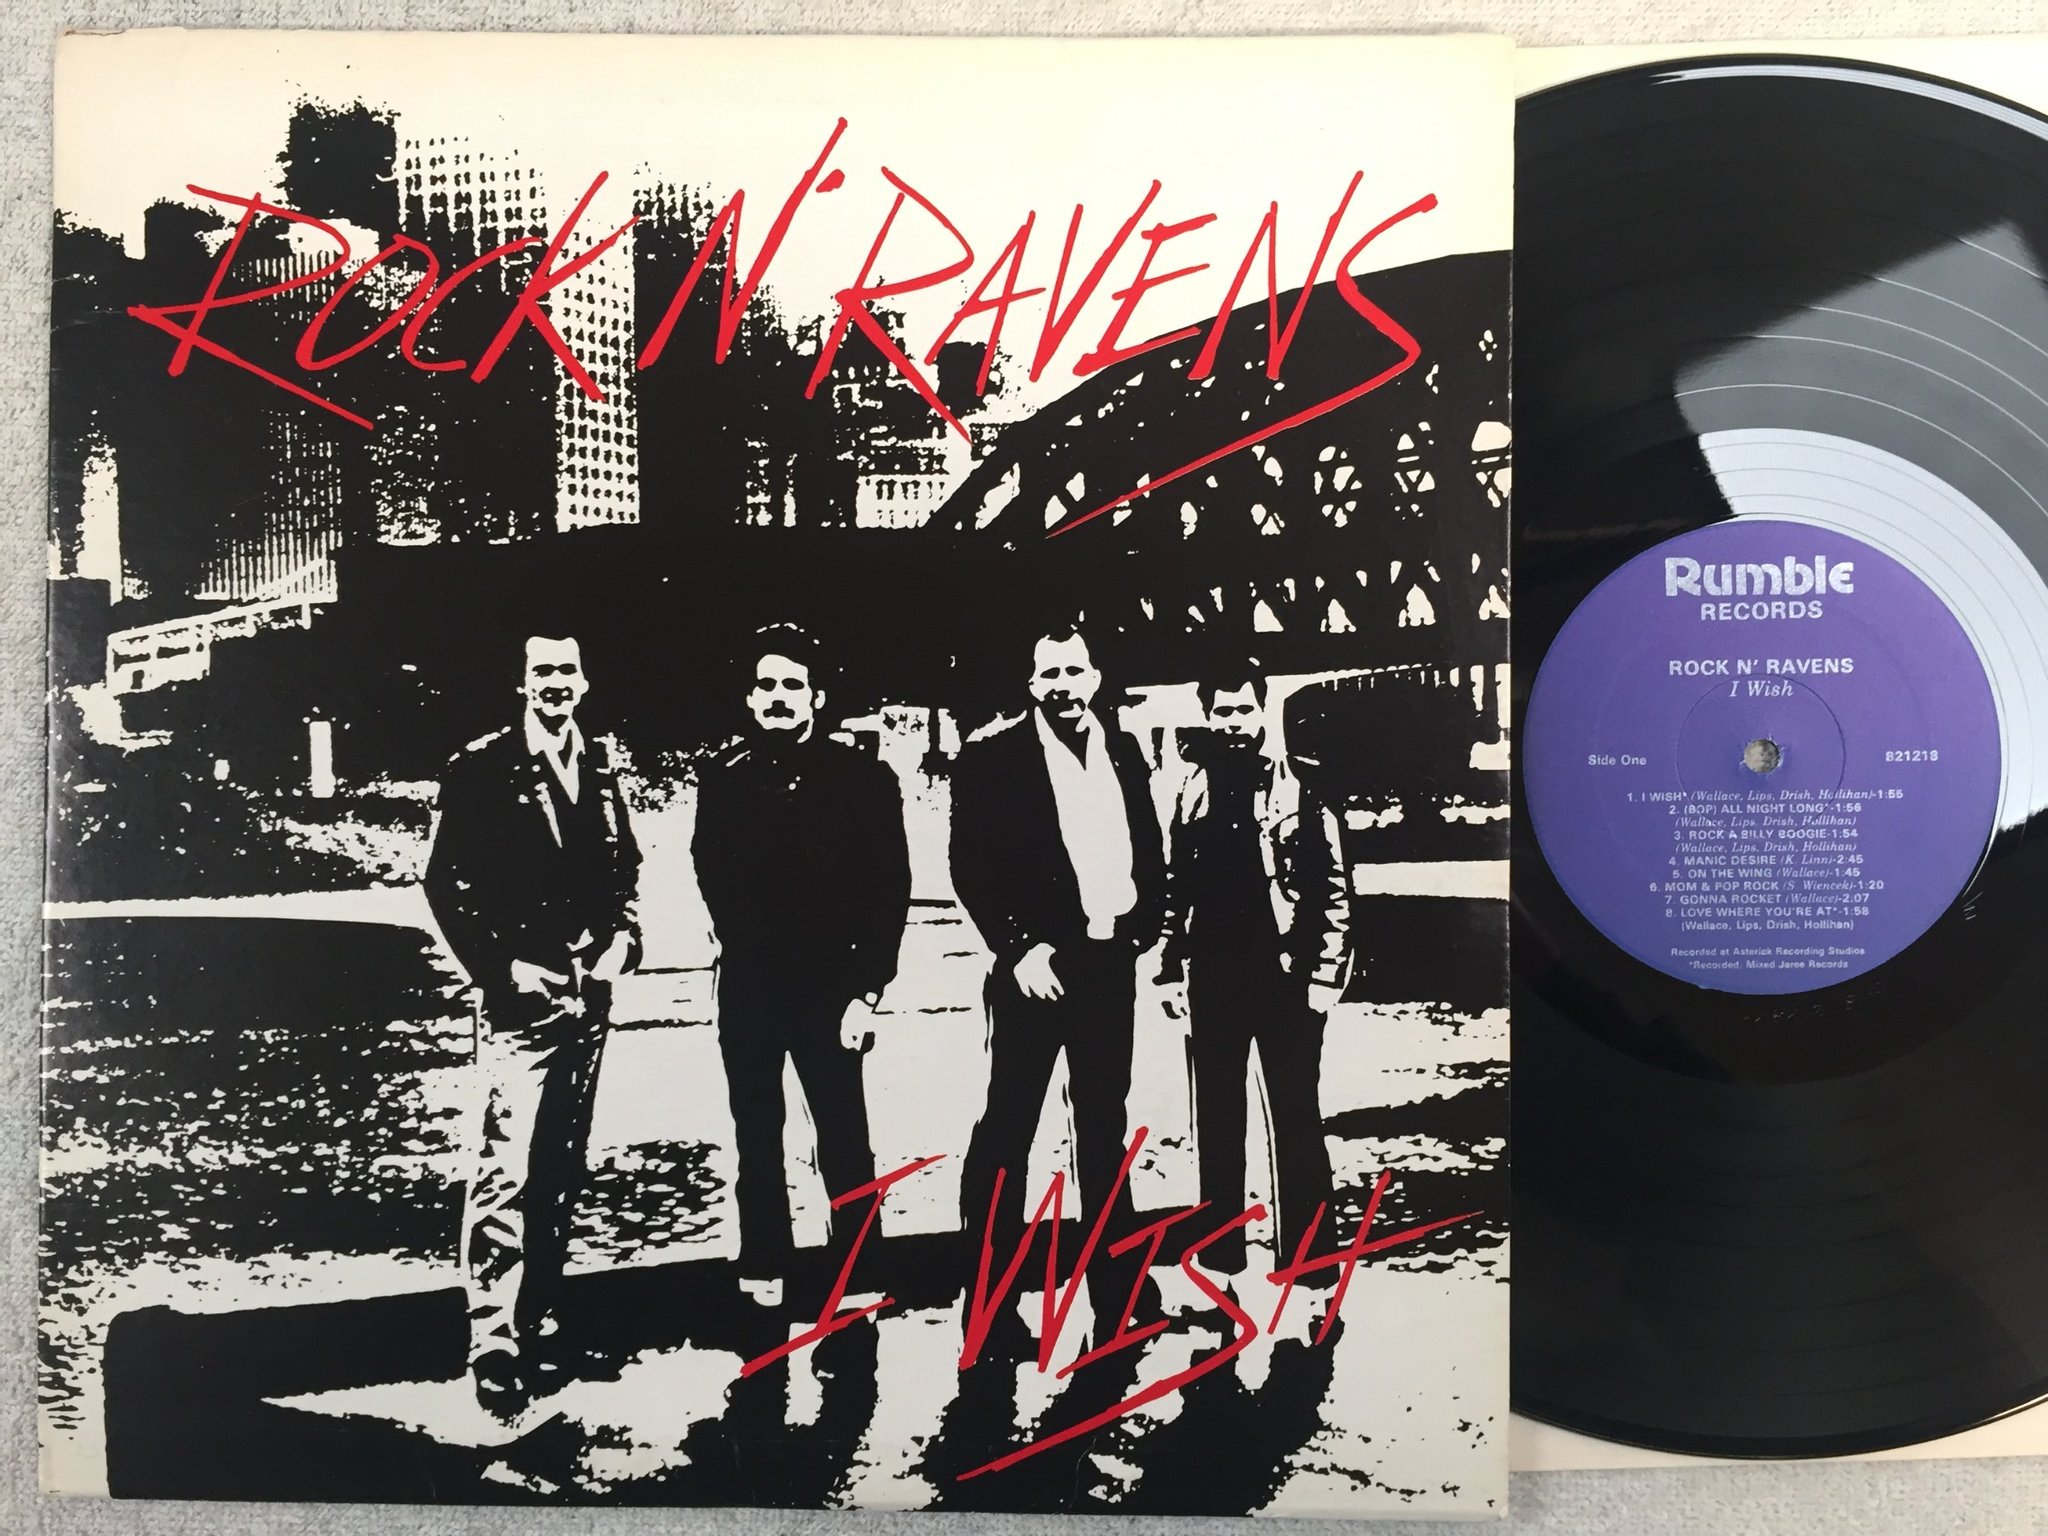 ROCK N' RAVENS
I WISH
Rumble
RECORDS
ROCK N' RAVENS
I Wish
Side One
821218
1. I WISH* (Wallace, Lips, Drish, Hollihan)-1:55
2. (BOP) ALL NIGHT LONG*-1:56
(Wallace, Lips, Drish, Hollihan)
3. ROCK A BILLY BOOGIE-1:54
(Wallace, Lips, Drish, Hollihan)
4. MANIC DESIRE (K. Linn)-2:45
5. ON THE WING (Wallace)-1:45
6. MOM & POP ROCK (S. Wiencek)-1:20
7. GONNA ROCKET (Wallace)-2:07
8. LOVE WHERE YOU'RE AT*-1:58
(Wallace, Lips, Drish, Hollihan)
Recorded at Asterick Recording Studios
*Recorded, Mixed Jeree Records